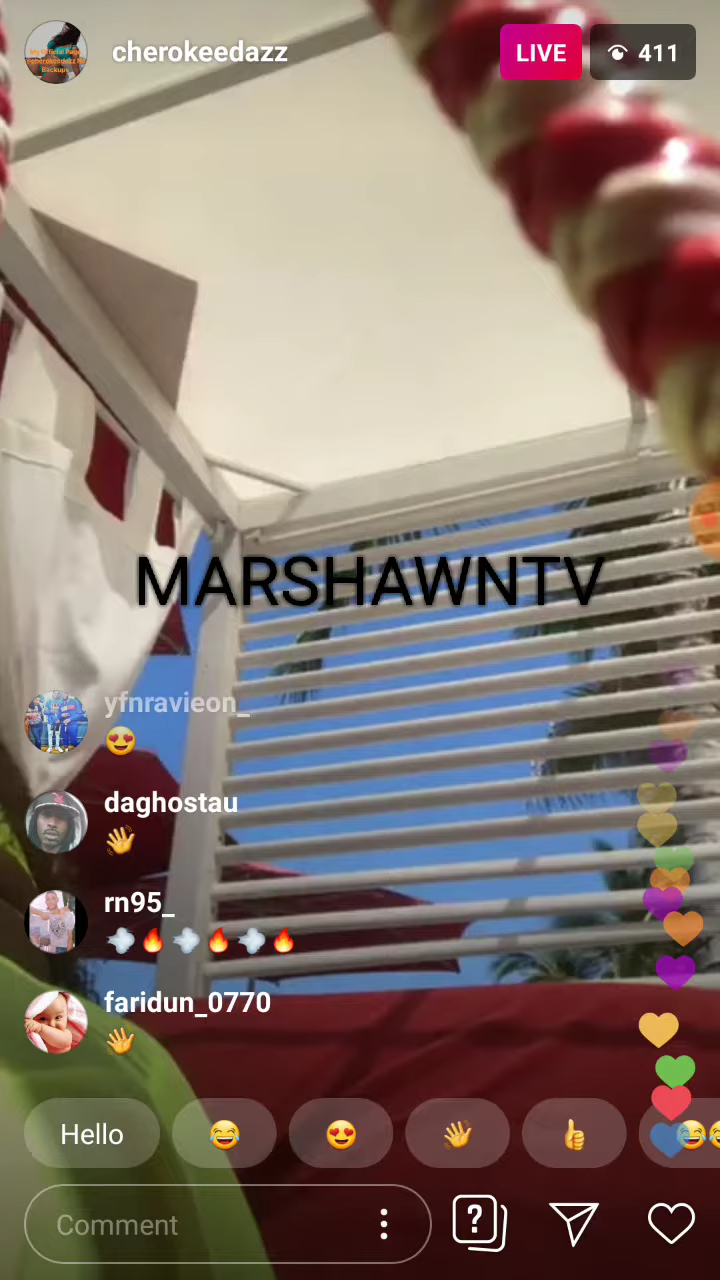 cherokeedazz
LIVE
411
MARSHAWNTV
yfnravieon_
😍
daghostau
👋
rn95_
💨🔥💨🔥💨🔥
faridun_0770
👋
Hello 😂 😍 👋 👍 😂
Comment